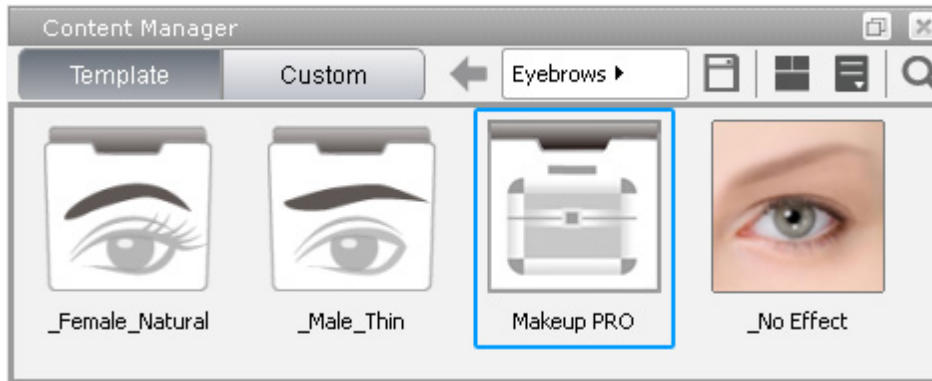 Content Manager
Template
Custom
Eyebrows
_Female_Natural
_Male_Thin
Makeup PRO
_No Effect